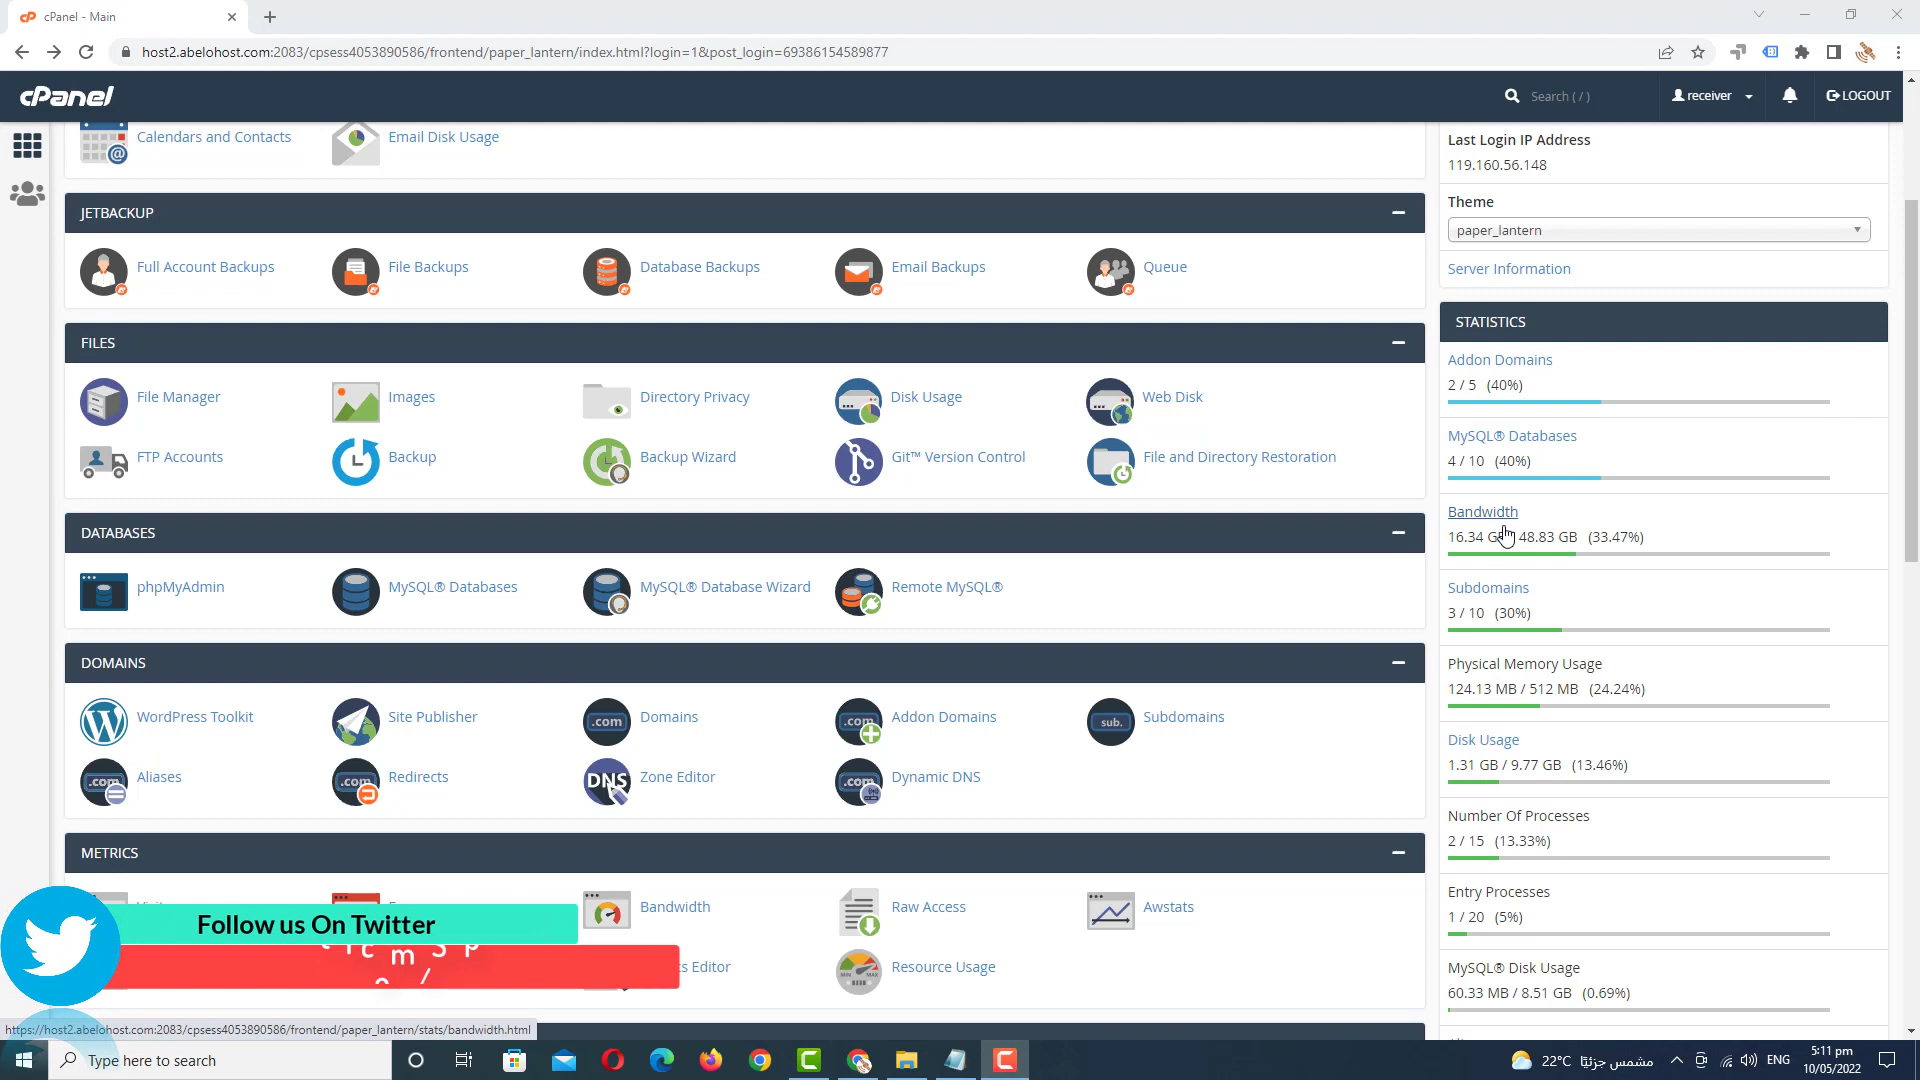 cPanel - Main
host2.abelohost.com:2083/cpsess4053890586/frontend/paper_lantern/index.html?login=1&post_login=69386154589877
cPanel
Search ( / )
receiver
LOGOUT
Calendars and Contacts
Email Disk Usage
JETBACKUP
Full Account Backups
File Backups
Database Backups
Email Backups
Queue
FILES
File Manager
Images
Directory Privacy
Disk Usage
Web Disk
FTP Accounts
Backup
Backup Wizard
Git™ Version Control
File and Directory Restoration
DATABASES
phpMyAdmin
MySQL® Databases
MySQL® Database Wizard
Remote MySQL®
DOMAINS
.com
.com
sub.
WordPress Toolkit
Site Publisher
Domains
Addon Domains
Subdomains
.com
.com
DNS
.com
Aliases
Redirects
Zone Editor
Dynamic DNS
METRICS
Bandwidth
Raw Access
Awstats
Editor
Resource Usage
Last Login IP Address
119.160.56.148
Theme
paper_lantern
Server Information
STATISTICS
Addon Domains
2 / 5 (40%)
MySQL® Databases
4 / 10 (40%)
Bandwidth
16.34 48.83 GB (33.47%)
Subdomains
3 / 10 (30%)
Physical Memory Usage
124.13 MB / 512 MB (24.24%)
Disk Usage
1.31 GB / 9.77 GB (13.46%)
Number Of Processes
2 / 15 (13.33%)
Entry Processes
1 / 20 (5%)
MySQL® Disk Usage
60.33 MB / 8.51 GB (0.69%)
Follow us On Twitter
https://host2.abelohost.com:2083/cpsess4053890586/frontend/paper_lantern/stats/bandwidth.html
Type here to search
22°C
مشمس جزئيًا
ENG
5:11 pm
10/05/2022